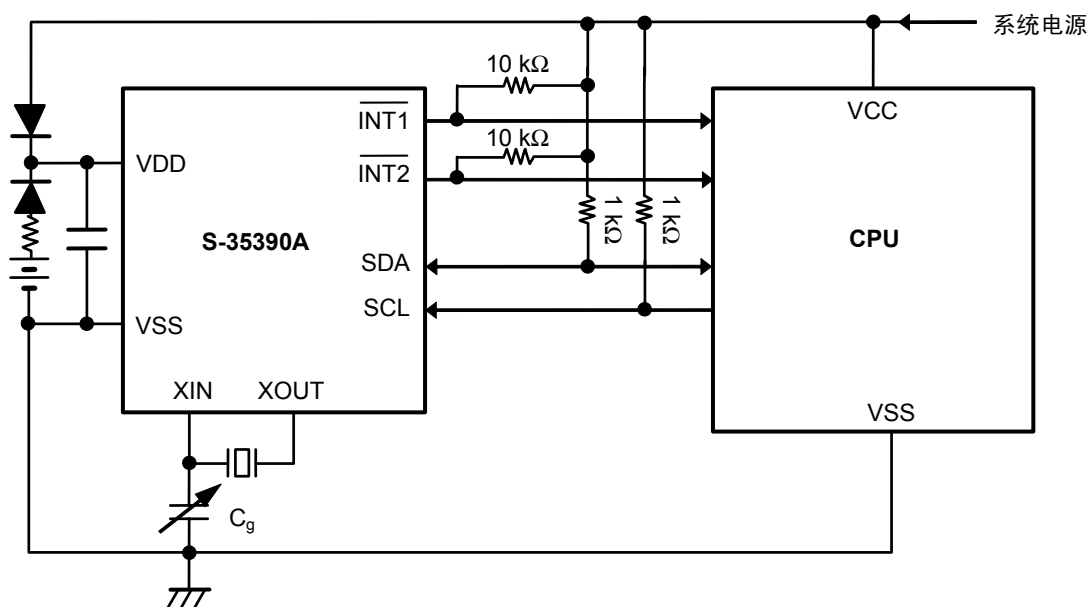 系统电源
10 kΩ
VCC
INT1
10 kΩ
VDD
INT2
1 kΩ
1 kΩ
S-35390A
CPU
SDA
SCL
VSS
XIN
XOUT
VSS
Cg